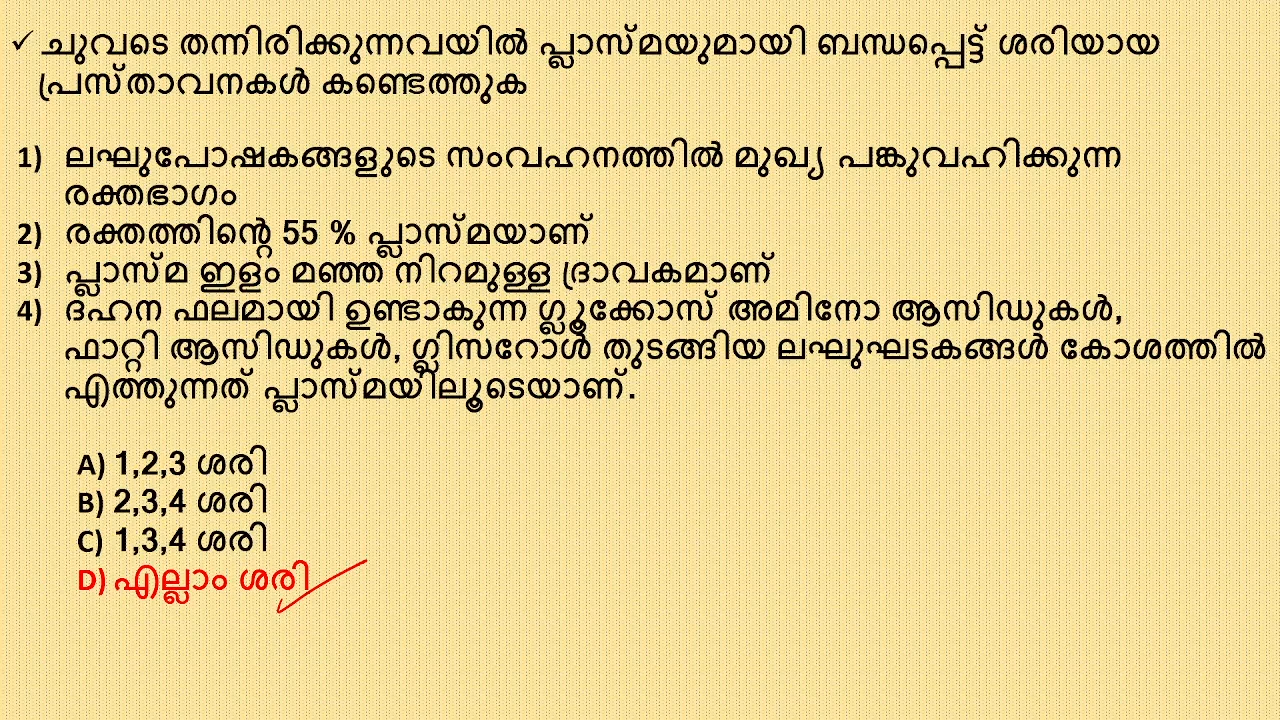 ✓ ചുവടെ തന്നിരിക്കുന്നവയിൽ പ്ലാസ്മയുമായി ബന്ധപ്പെട്ട് ശരിയായ
പ്രസ്താവനകൾ കണ്ടെത്തുക
1) ലഘുപോഷകങ്ങളുടെ സംവഹനത്തിൽ മുഖ്യ പങ്കുവഹിക്കുന്ന
രക്തഭാഗം
2) രക്തത്തിന്റെ 55 % പ്ലാസ്മയാണ്
3) പ്ലാസ്മ ഇളം മഞ്ഞ നിറമുള്ള ദ്രാവകമാണ്
4) ദഹന ഫലമായി ഉണ്ടാകുന്ന ഗ്ലൂക്കോസ് അമിനോ ആസിഡുകൾ,
ഫാറ്റി ആസിഡുകൾ, ഗ്ലിസറോൾ തുടങ്ങിയ ലഘുഘടകങ്ങൾ കോശത്തിൽ
എത്തുന്നത് പ്ലാസ്മയിലൂടെയാണ്.
A) 1,2,3 ശരി
B) 2,3,4 ശരി
C) 1,3,4 ശരി
D) എല്ലാം ശരി